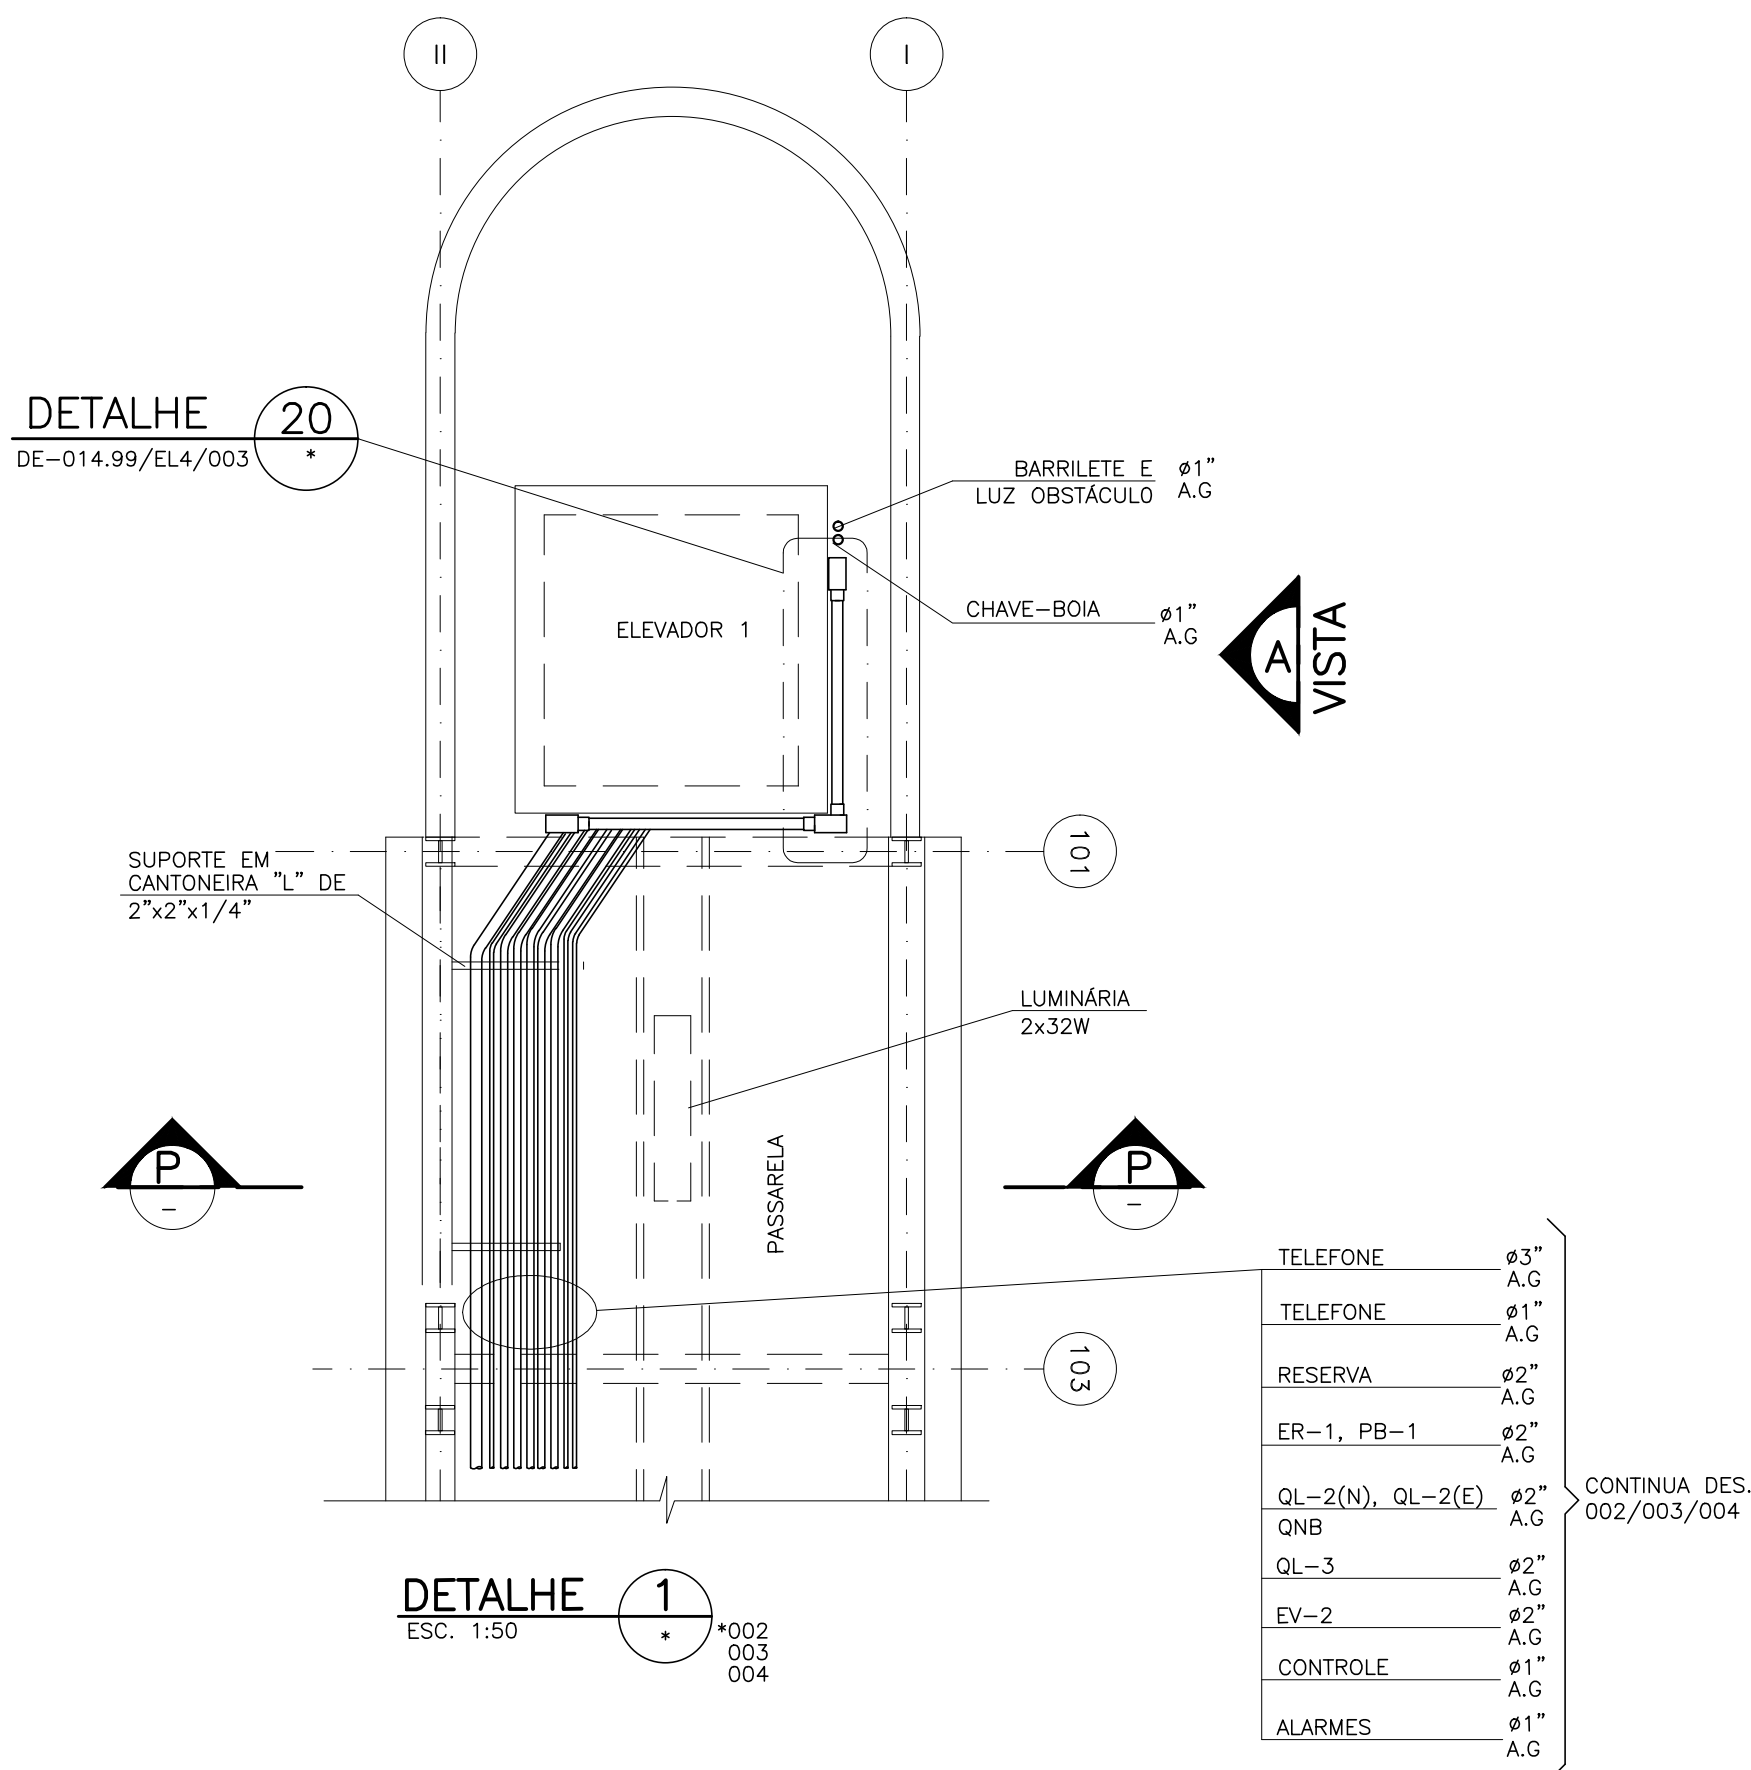 II
I
DETALHE
20
DE-014.99/EL4/003
*
BARRILETE E ø1"
LUZ OBSTÁCULO A.G
CHAVE-BOIA ø1"
A.G
ELEVADOR 1
A
VISTA
101
SUPORTE EM
CANTONEIRA "L" DE
2"x2"x1/4"
LUMINÁRIA
2x32W
P
-
P
-
PASSARELA
TELEFONE ø3"
A.G
TELEFONE ø1"
A.G
RESERVA ø2"
A.G
ER-1, PB-1 ø2"
A.G
QL-2(N), QL-2(E) ø2"
QNB A.G
QL-3 ø2"
A.G
EV-2 ø2"
A.G
CONTROLE ø1"
A.G
ALARMES ø1"
A.G
CONTINUA DES.
002/003/004
103
DETALHE
1
ESC. 1:50
*
*002
003
004